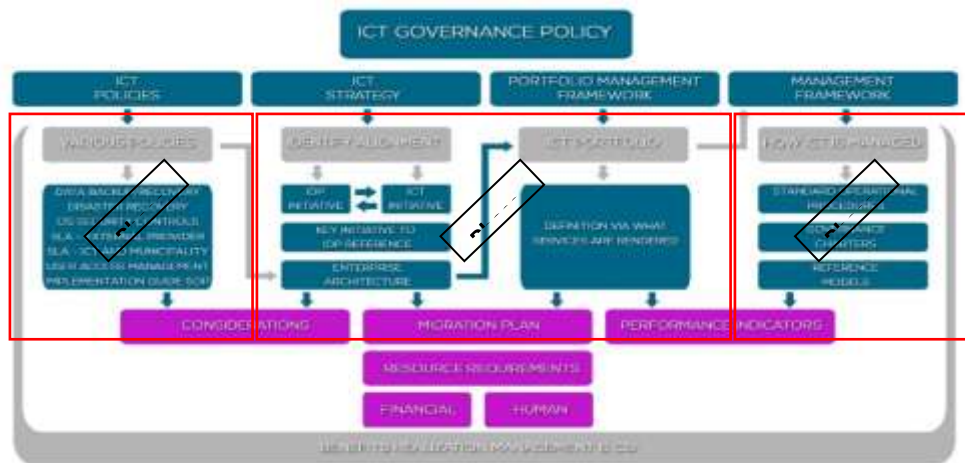 ICT GOVERNANCE POLICY
ICT
POLICIES
ICT
STRATEGY
PORTFOLIO MANAGEMENT
FRAMEWORK
MANAGEMENT
FRAMEWORK
VARIOUS POLICIES
IDENTIFY ALIGNMENT
ICT PORTFOLIO
HOW ICT IS MANAGED
DATA BACKUP RECOVERY
DISASTER RECOVERY
OS SECURITY CONTROLS
SLA - EXTERNAL PROVIDER
SLA - ICT AND MUNICIPALITY
USER ACCESS MANAGEMENT
IMPLEMENTATION GUIDE SOP
IDP
INITIATIVE
ICT
INITIATIVE
KEY INITIATIVE TO
IDP REFERENCE
ENTERPRISE
ARCHITECTURE
DEFINITION VIA WHAT
SERVICES ARE RENDERED
STANDARD OPERATIONAL
PROCEDURES
GOVERNANCE
CHARTERS
REFERENCE
MODELS
CONSIDERATIONS
MIGRATION PLAN
PERFORMANCE INDICATORS
RESOURCE REQUIREMENTS
FINANCIAL
HUMAN
BENEFITS REALIZATION MANAGEMENT &